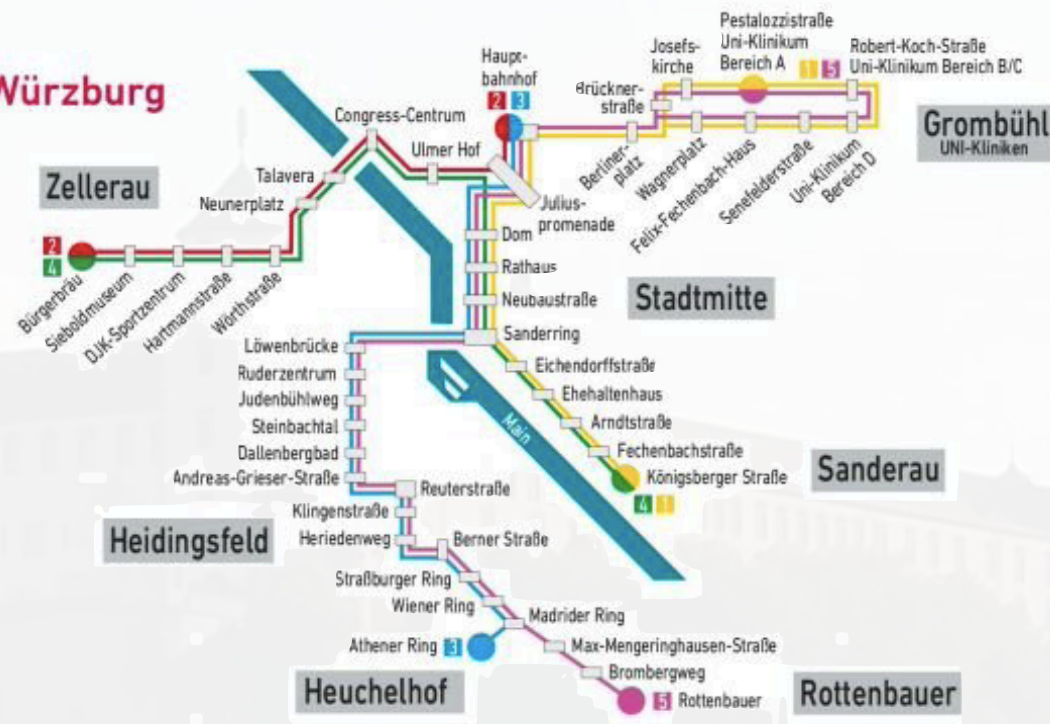 Würzburg
Haupt-
bahnhof
2 3
Josefs-
kirche
Pestalozzistraße
Uni-Klinikum
Bereich A
1 5
Robert-Koch-Straße
Uni-Klinikum Bereich B/C
Brückner-
straße
Grombühl
UNI-Kliniken
Congress-Centrum
Ulmer Hof
Talavera
Neunerplatz
Zellerau
2
4
Bürgerbräu
Sieboldmuseum
DJK-Sportzentrum
Hartmannstraße
Wörthstraße
Berliner-
platz
Wagnerplatz
Felix-Fechenbach-Haus
Senefelderstraße
Uni-Klinikum
Bereich D
Julius-
promenade
Dom
Rathaus
Neubaustraße
Sanderring
Stadtmitte
Löwenbrücke
Ruderzentrum
Judenbühlweg
Steinbachtal
Dallenbergbad
Andreas-Grieser-Straße
Eichendorffstraße
Ehehaltenhaus
Arndtstraße
Fechenbachstraße
Königsberger Straße
4 1
Main
Sanderau
Reuterstraße
Klingenstraße
Heriedenweg
Heidingsfeld
Berner Straße
Straßburger Ring
Wiener Ring
Madrider Ring
Athener Ring 3
Max-Mengeringhausen-Straße
Brombergweg
5 Rottenbauer
Heuchelhof
Rottenbauer